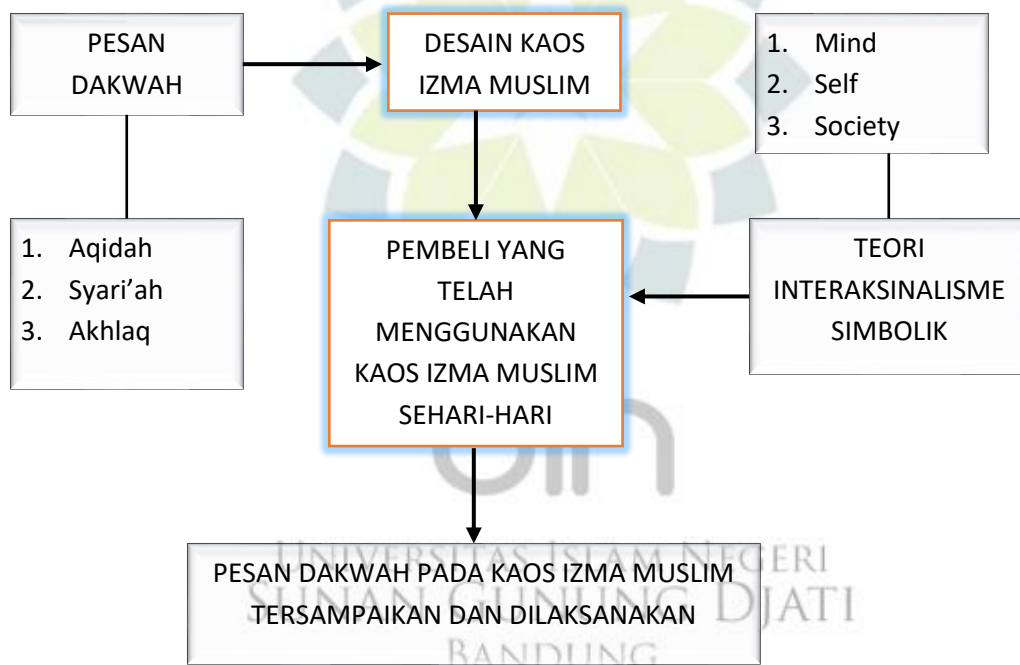 PESAN
DAKWAH
DESAIN KAOS
IZMA MUSLIM
1. Mind
2. Self
3. Society
1. Aqidah
2. Syari’ah
3. Akhlaq
PEMBELI YANG
TELAH
MENGGUNAKAN
KAOS IZMA MUSLIM
SEHARI-HARI
TEORI
INTERAKSINALISME
SIMBOLIK
uin
UNIVERSITAS ISLAM NEGERI
SUNAN GUNUNG DJATI
BANDUNG
PESAN DAKWAH PADA KAOS IZMA MUSLIM
TERSAMPAIKAN DAN DILAKSANAKAN